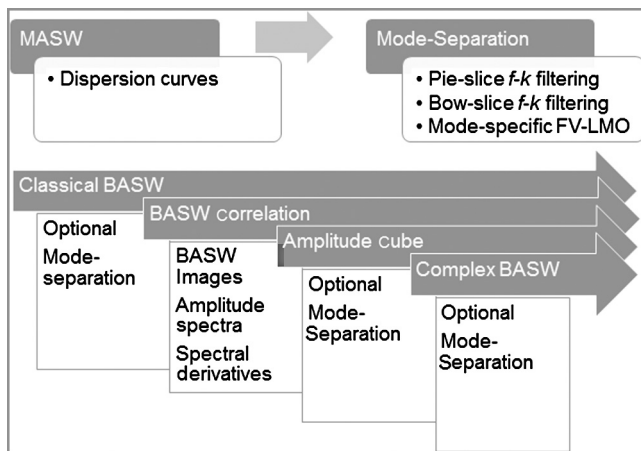 MASW
Mode-Separation
• Dispersion curves
• Pie-slice f-k filtering
• Bow-slice f-k filtering
• Mode-specific FV-LMO
Classical BASW
BASW Correlation
Amplitude Cube
Complex BASW
Optional
Mode-
separation
BASW
Images
Amplitude
spectra
Spectral
derivatives
Optional
Mode-
Separation
Optional
Mode-
Separation